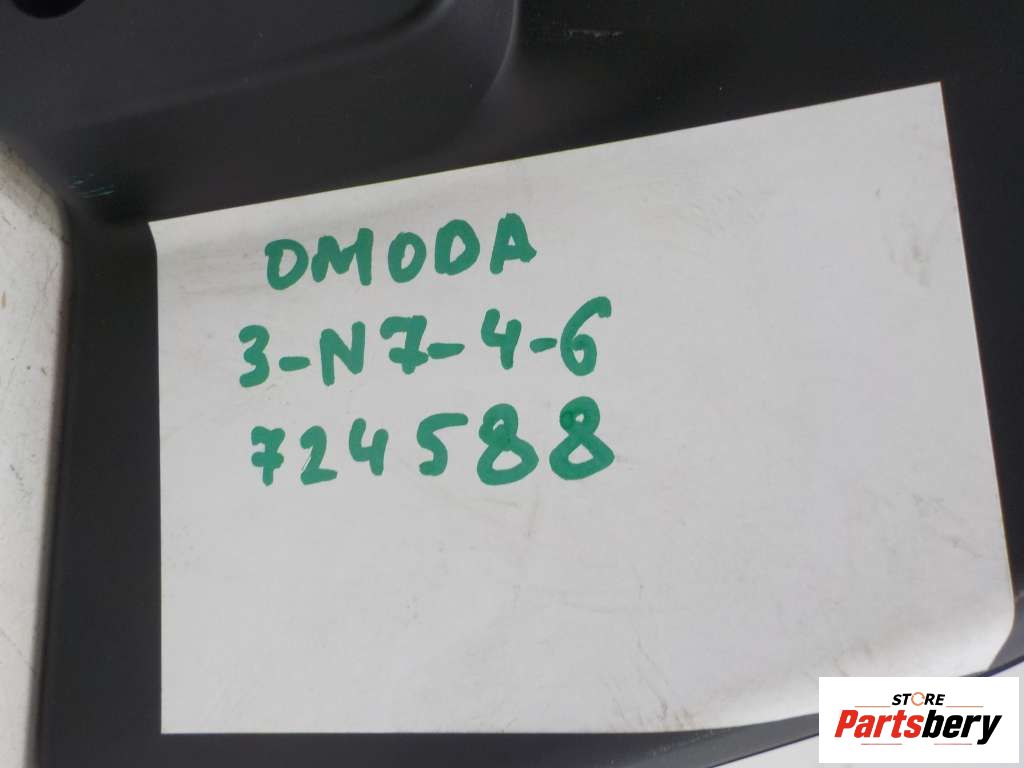 OMODA
3-N7-4-6
724588
STORE
Partsbery